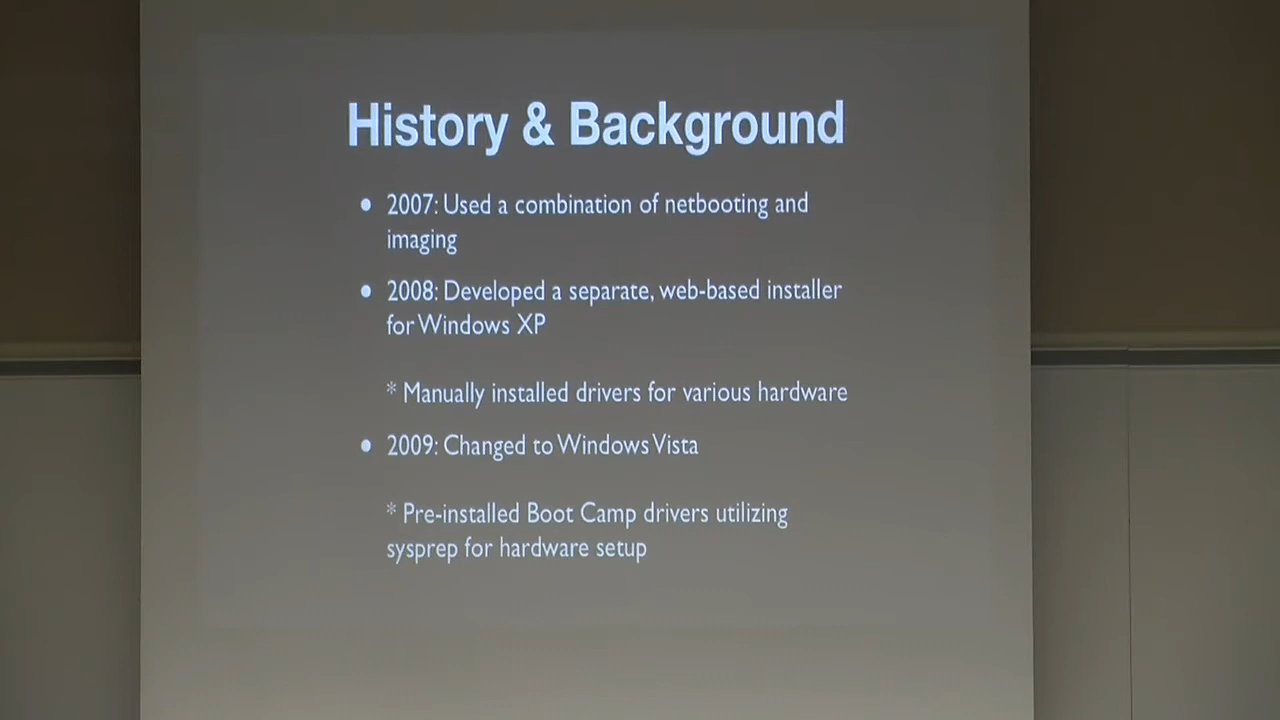 History & Background
• 2007: Used a combination of netbooting and
imaging
• 2008: Developed a separate, web-based installer
for Windows XP
* Manually installed drivers for various hardware
• 2009: Changed to Windows Vista
* Pre-installed Boot Camp drivers utilizing
sysprep for hardware setup